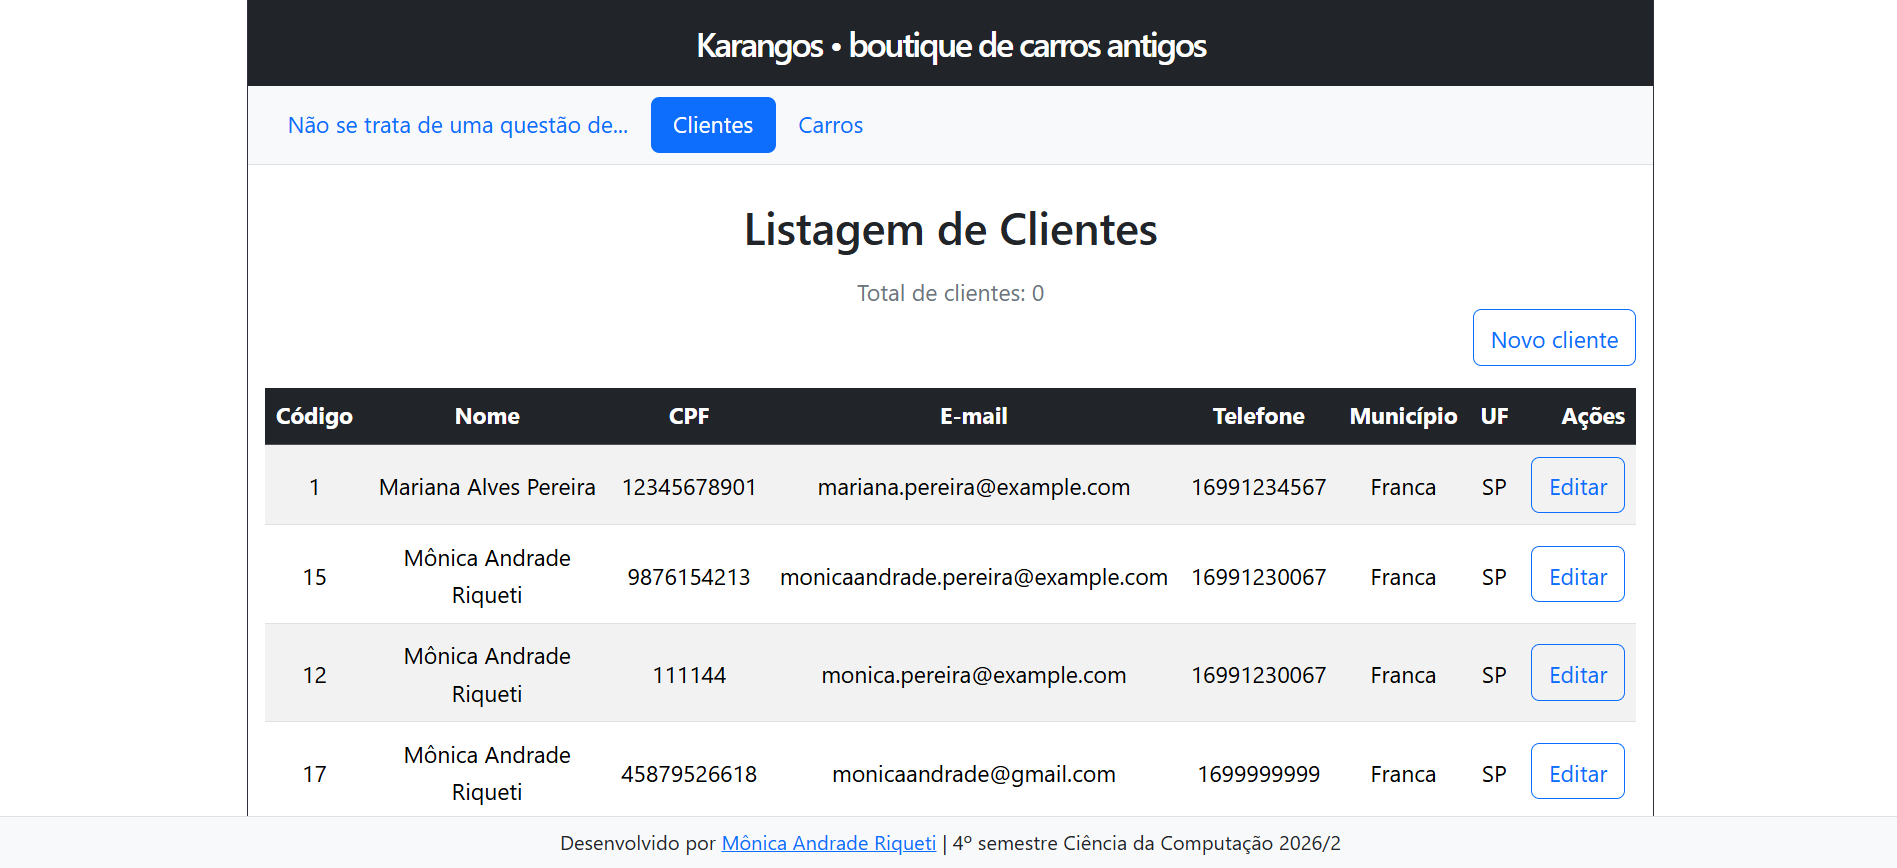 Karangos • boutique de carros antigos
Não se trata de uma questão de... Clientes Carros
Listagem de Clientes
Total de clientes: 0
Novo cliente
Código Nome CPF E-mail Telefone Município UF Ações
1 Mariana Alves Pereira 12345678901 mariana.pereira@example.com 16991234567 Franca SP Editar
15 Mônica Andrade Riqueti 9876154213 monicaandrade.pereira@example.com 16991230067 Franca SP Editar
12 Mônica Andrade Riqueti 111144 monica.pereira@example.com 16991230067 Franca SP Editar
17 Mônica Andrade Riqueti 45879526618 monicaandrade@gmail.com 1699999999 Franca SP Editar
Desenvolvido por Mônica Andrade Riqueti | 4º semestre Ciência da Computação 2026/2